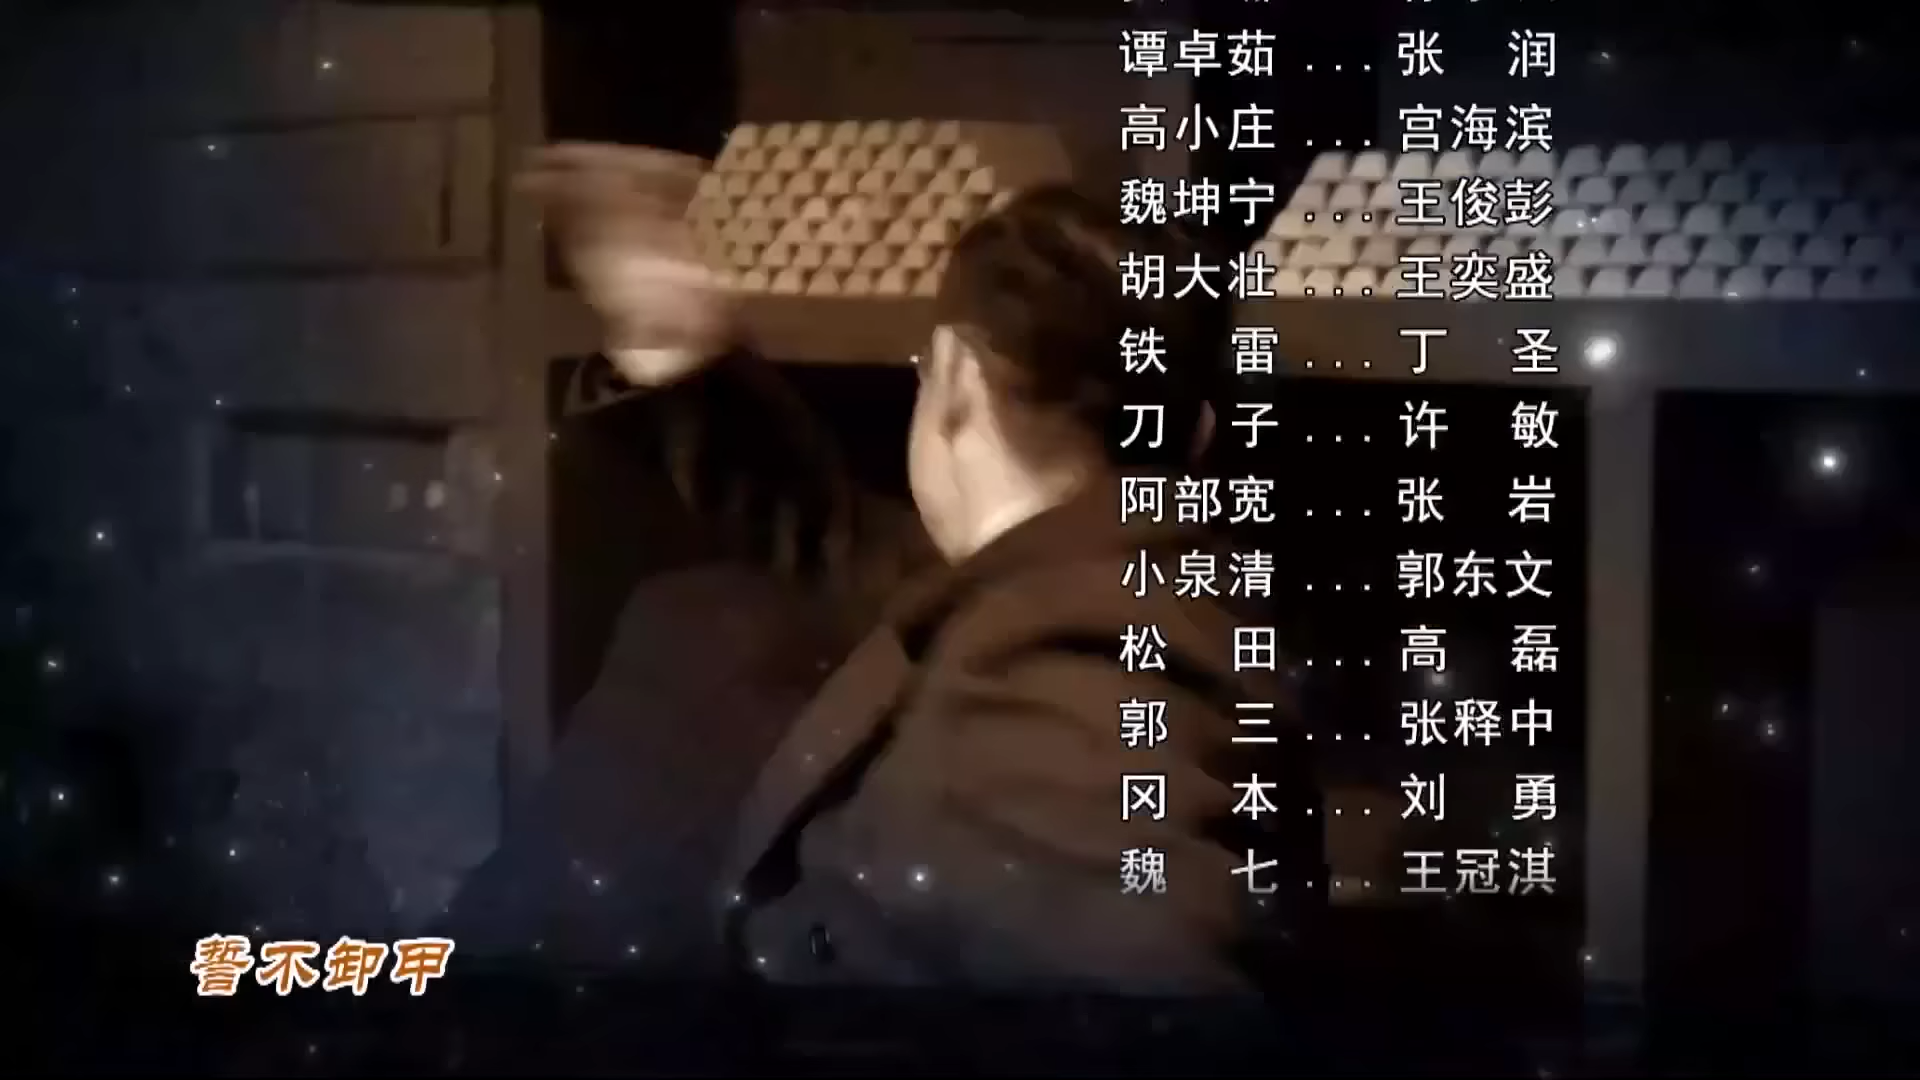 谭卓茹 ... 张润
高小庄 ... 宫海滨
魏坤宁 ... 王俊彭
胡大壮 ... 王奕盛
铁雷 ... 丁圣
刀子 ... 许敏
阿部宽 ... 张岩
小泉清 ... 郭东文
松田 ... 高磊
郭三 ... 张释中
冈本 ... 刘勇
魏七 ... 王冠淇
誓不卸甲